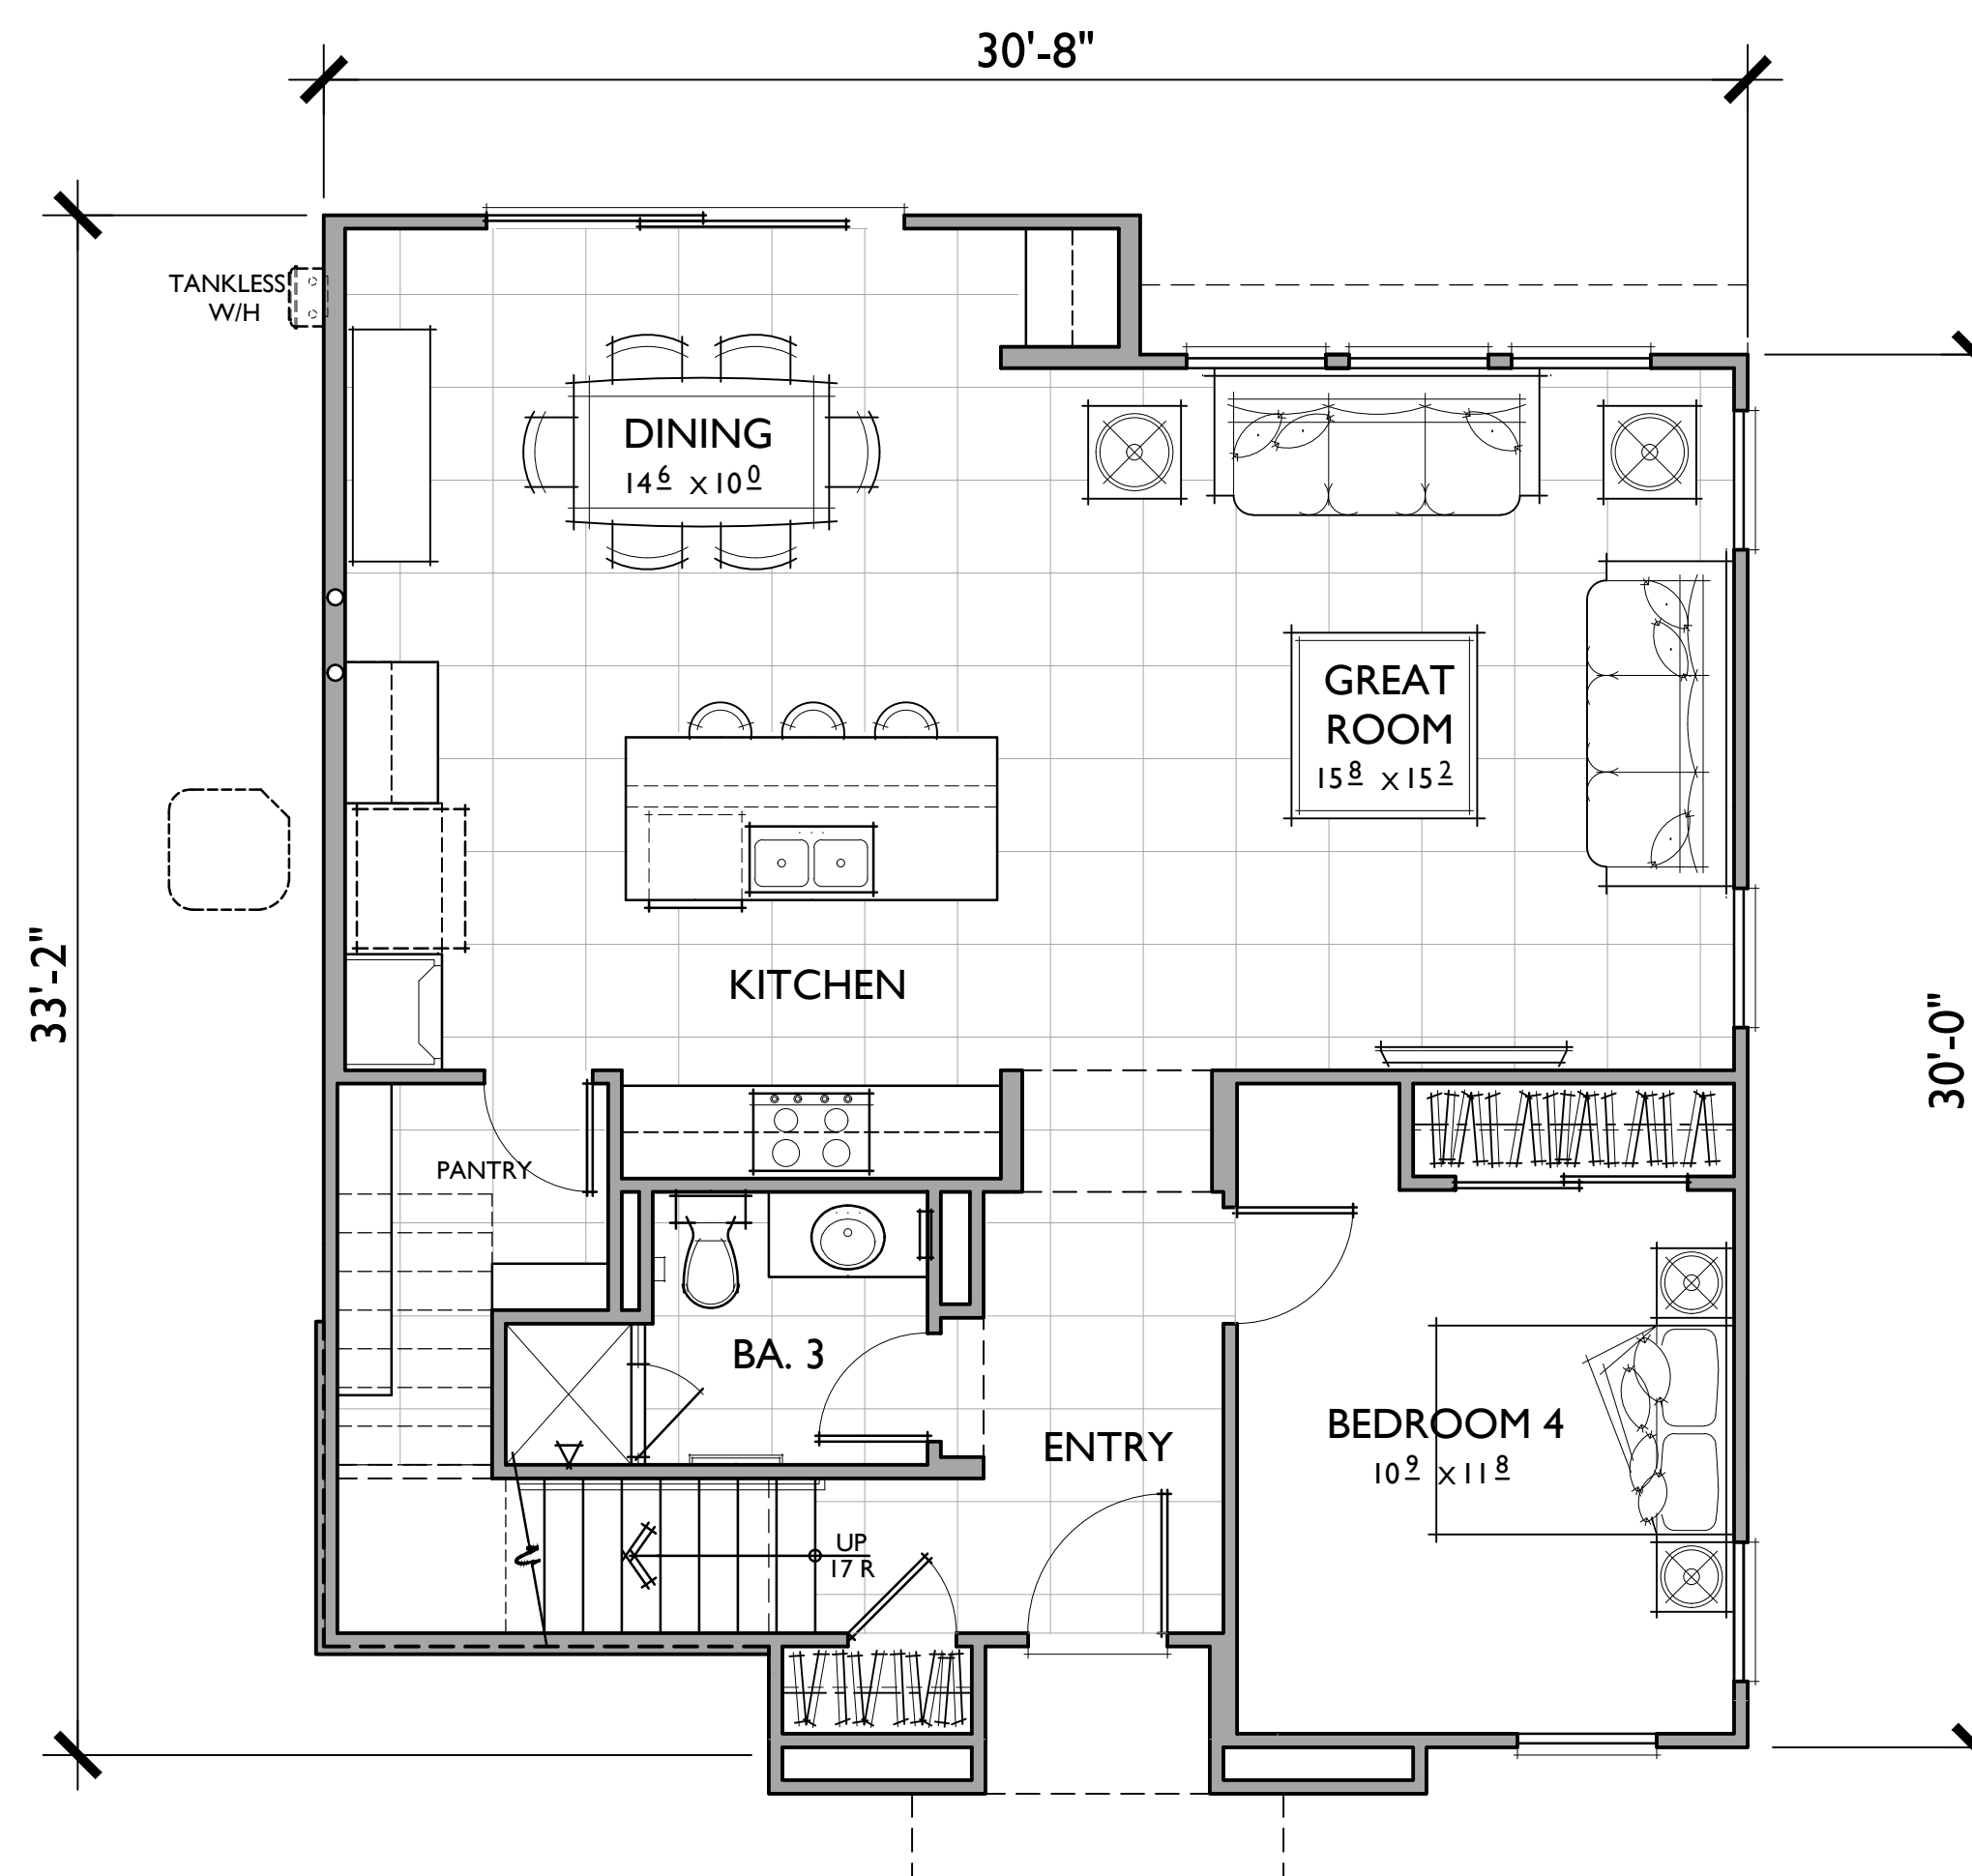 30'-8"
TANKLESS
W/H
DINING
14 6 X 10 0
GREAT
ROOM
15 8 X 15 2
33'-2"
KITCHEN
30'-0"
PANTRY
BA. 3
ENTRY
BEDROOM 4
10 9 X 11 8
UP
17 R